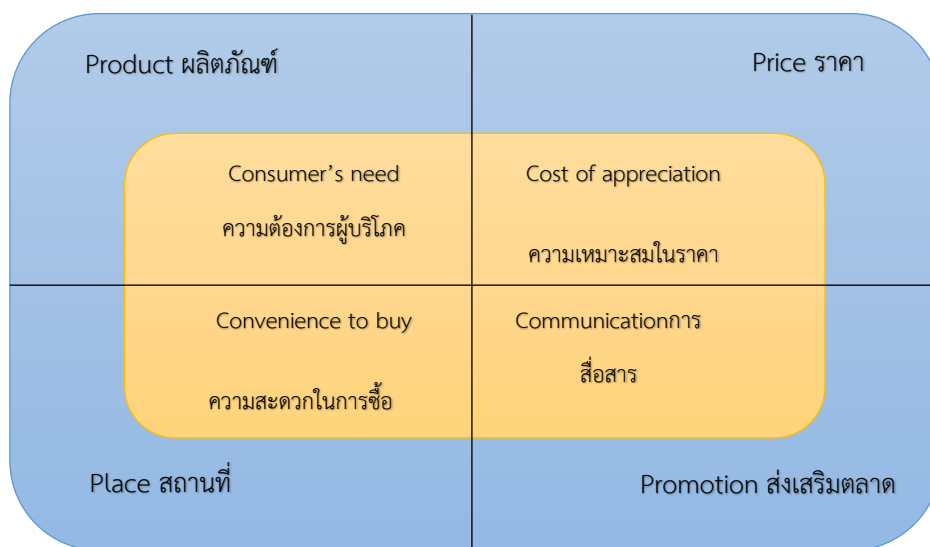 Product ผลิตภัณฑ์
Price ราคา
Consumer’s need
ความต้องการผู้บริโภค
Cost of appreciation
ความเหมาะสมในราคา
Convenience to buy
ความสะดวกในการซื้อ
Communicationการ
สื่อสาร
Place สถานที่
Promotion ส่งเสริมตลาด